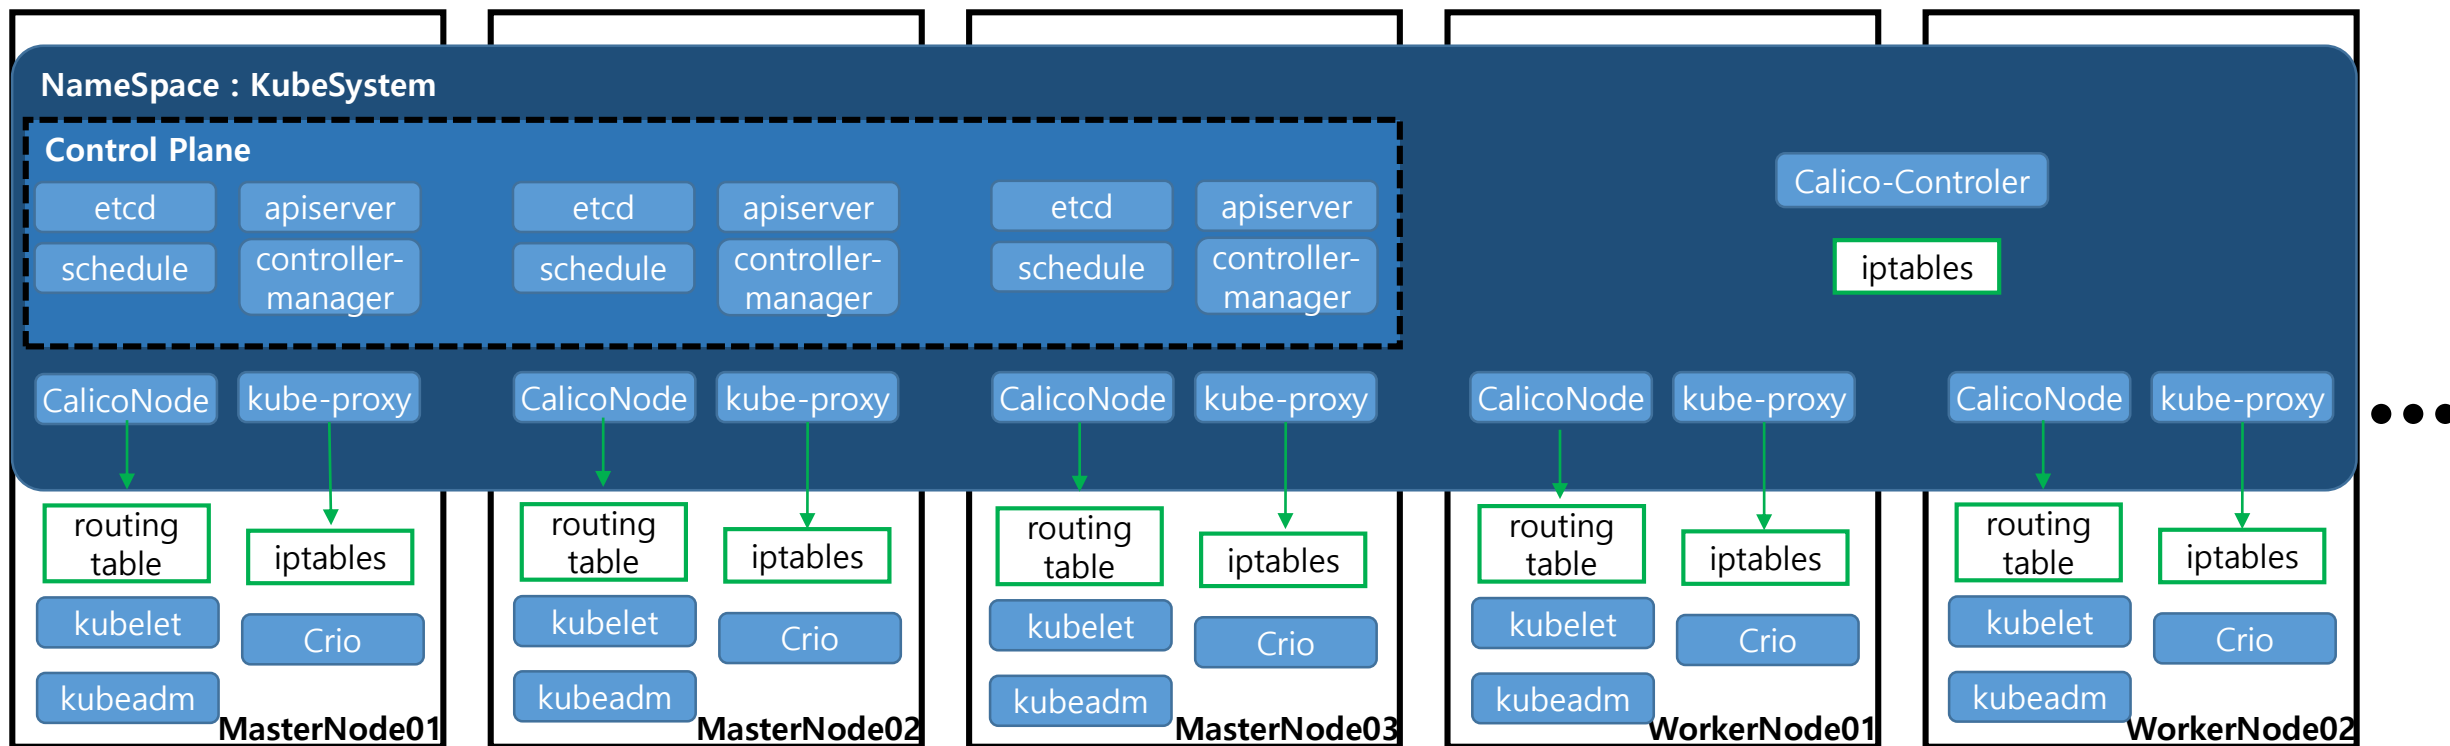 NameSpace : KubeSystem
Control Plane
etcd
apiserver
schedule
controller-
manager
etcd
apiserver
schedule
controller-
manager
etcd
apiserver
schedule
controller-
manager
Calico-Controler
iptables
CalicoNode
kube-proxy
CalicoNode
kube-proxy
CalicoNode
kube-proxy
CalicoNode
kube-proxy
CalicoNode
kube-proxy
routing
table
iptables
kubelet
Crio
kubeadm
MasterNode01
routing
table
iptables
kubelet
Crio
kubeadm
MasterNode02
routing
table
iptables
kubelet
Crio
kubeadm
MasterNode03
routing
table
iptables
kubelet
Crio
kubeadm
WorkerNode01
routing
table
iptables
kubelet
Crio
kubeadm
WorkerNode02